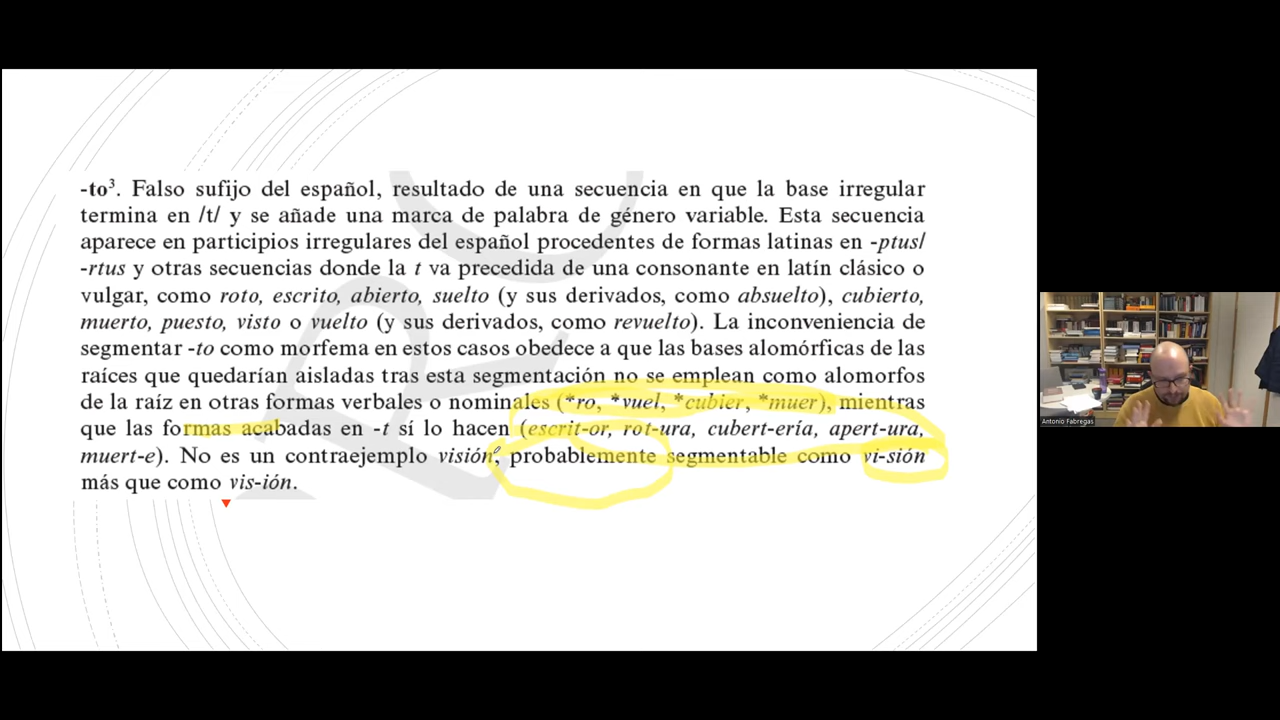 -to³. Falso sufijo del español, resultado de una secuencia en que la base irregular
termina en /t/ y se añade una marca de palabra de género variable. Esta secuencia
aparece en participios irregulares del español procedentes de formas latinas en -ptus/
-rtus y otras secuencias donde la t va precedida de una consonante en latín clásico o
vulgar, como roto, escrito, abierto, suelto (y sus derivados, como absuelto), cubierto,
muerto, puesto, visto o vuelto (y sus derivados, como revuelto). La inconveniencia de
segmentar -to como morfema en estos casos obedece a que las bases alomórficas de las
raíces que quedarían aisladas tras esta segmentación no se emplean como alomorfos
de la raíz en otras formas verbales o nominales (*ro, *vuel, *cubier, *muer), mientras
que las formas acabadas en -t sí lo hacen (escrit-or, rot-ura, cubert-ería, apert-ura,
muert-e). No es un contraejemplo visión, probablemente segmentable como vi-sión
más que como vis-ión.
Antonio Fabregas